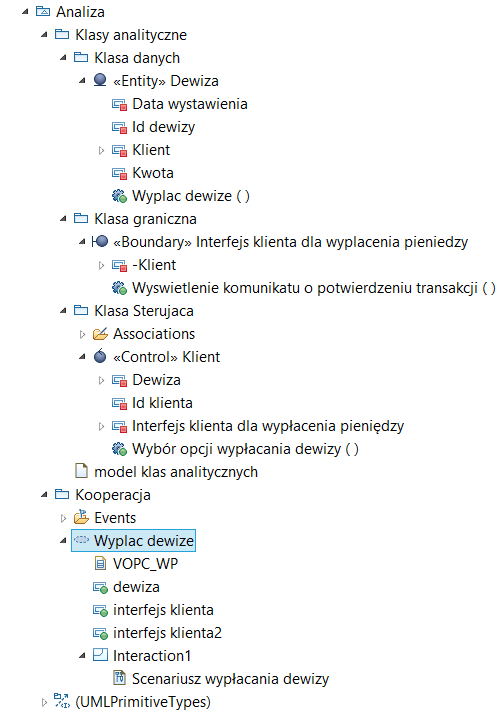 Analiza
Klasy analityczne
Klasa danych
«Entity» Dewiza
Data wystawienia
Id dewizy
Klient
Kwota
Wyplac dewize ( )
Klasa graniczna
«Boundary» Interfejs klienta dla wyplacenia pieniedzy
-Klient
Wyswietlenie komunikatu o potwierdzeniu transakcji ( )
Klasa Sterujaca
Associations
«Control» Klient
Dewiza
Id klienta
Interfejs klienta dla wypłacenia pieniędzy
Wybór opcji wypłacania dewizy ( )
model klas analitycznych
Kooperacja
Events
Wyplac dewize
VOPC_WP
dewiza
interfejs klienta
interfejs klienta2
Interaction1
Scenariusz wypłacania dewizy
(UMLPrimitiveTypes)